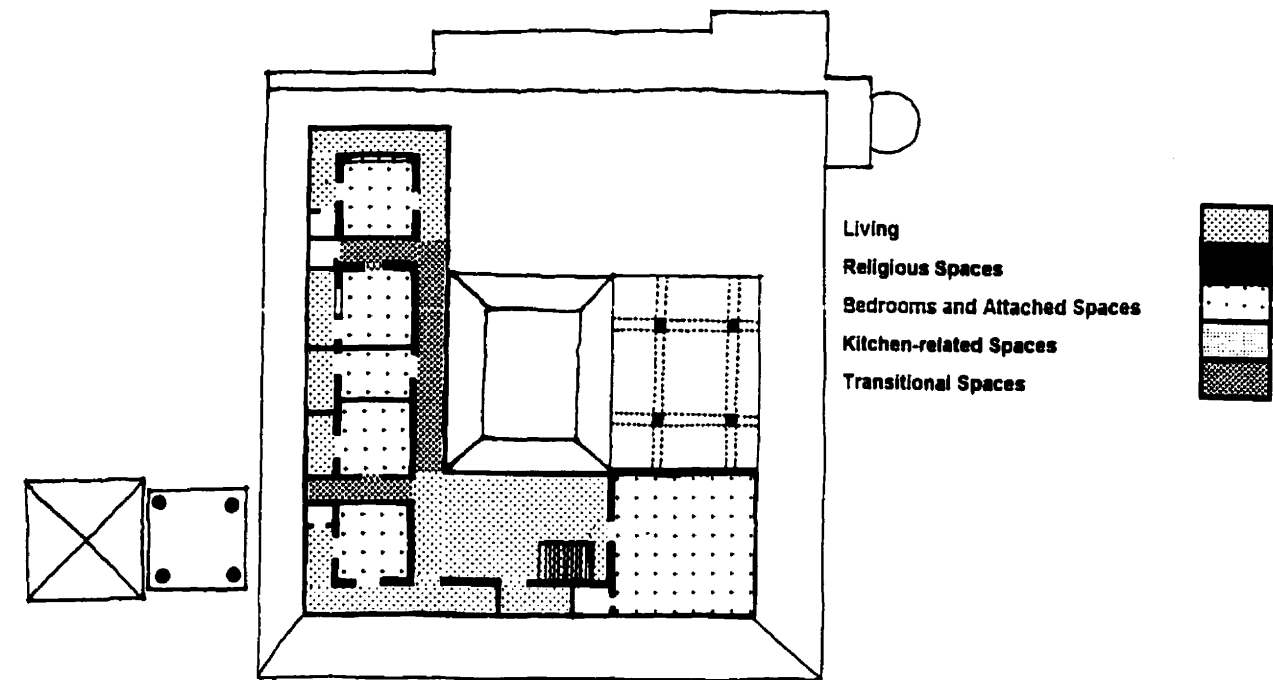 Living
Religious Spaces
Bedrooms and Attached Spaces
Kitchen-related Spaces
Transitional Spaces